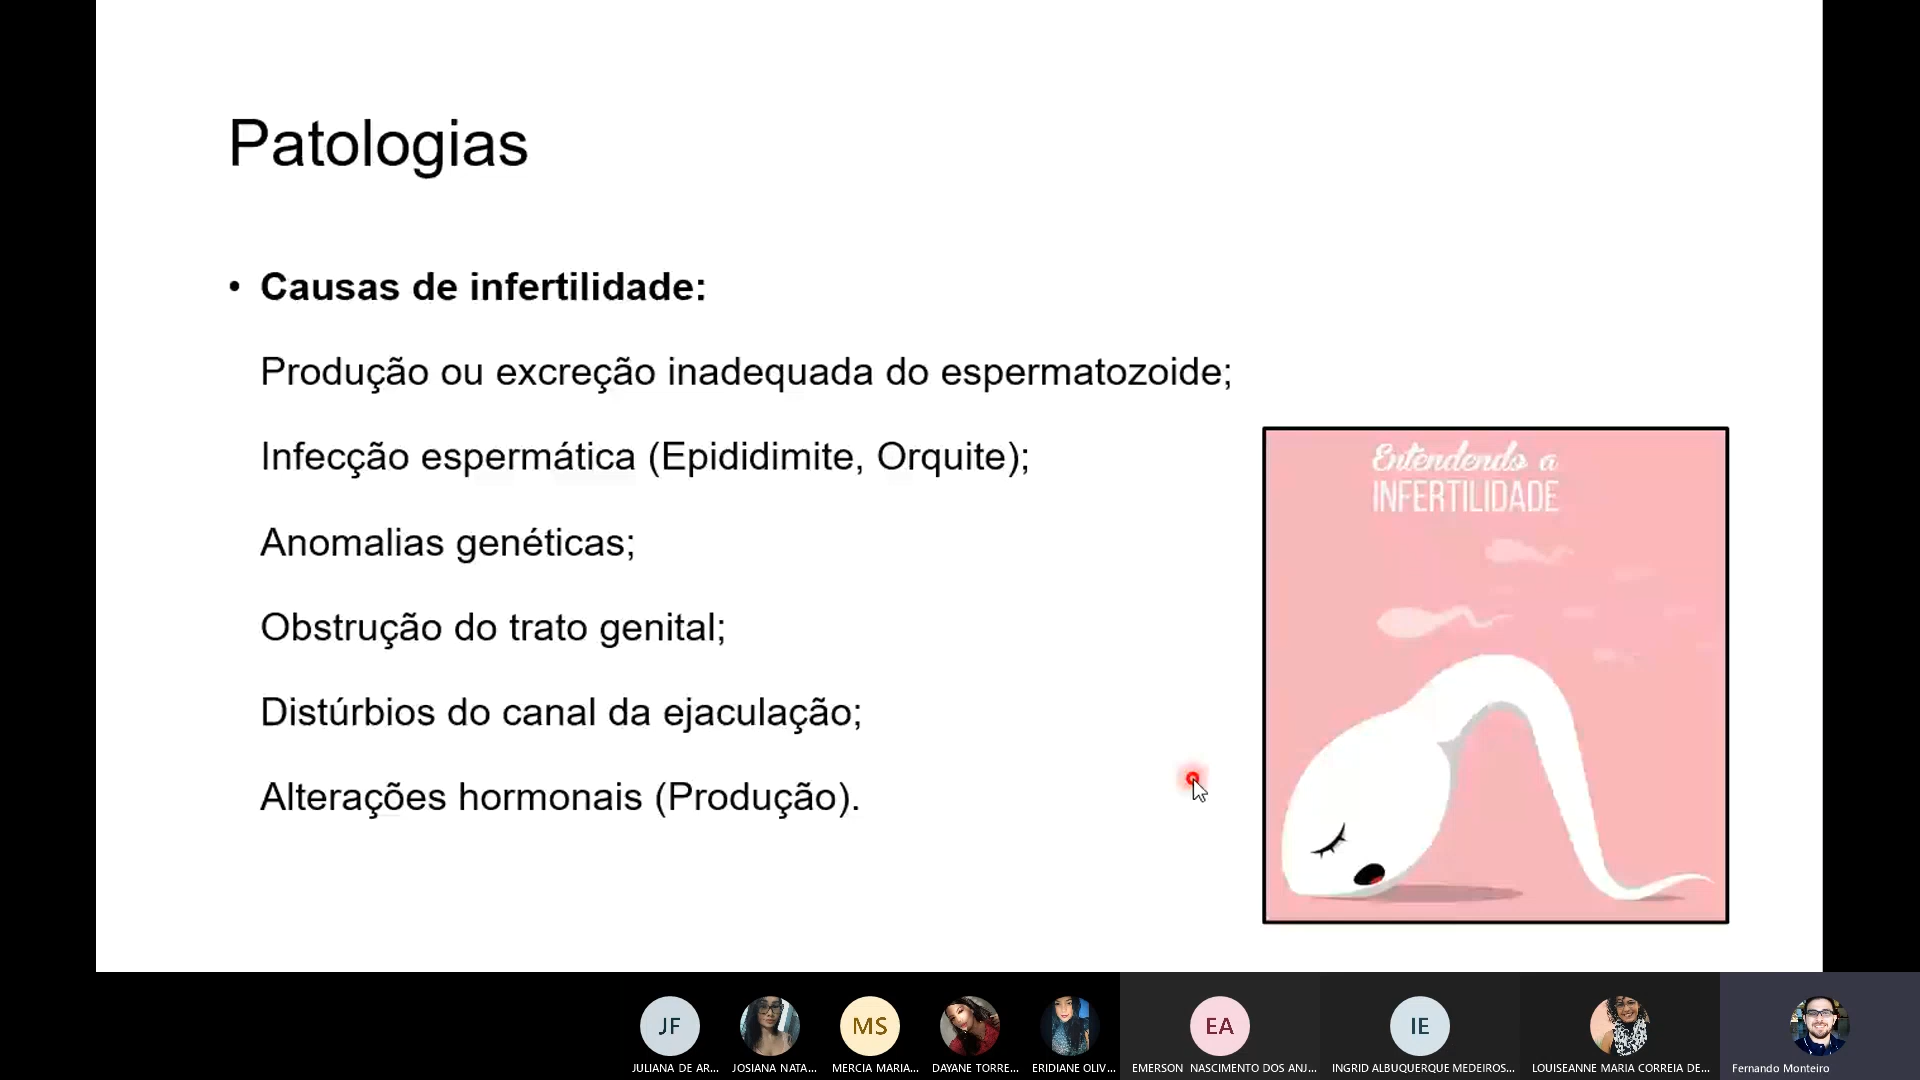 Patologias
• Causas de infertilidade:
Produção ou excreção inadequada do espermatozoide;
Infecção espermática (Epididimite, Orquite);
Anomalias genéticas;
Obstrução do trato genital;
Distúrbios do canal da ejaculação;
Alterações hormonais (Produção).
Entendendo a
INFERTILIDADE
JF
MS
EA
IE
JULIANA DE AR...
JOSIANA NATA...
MERCIA MARIA...
DAYANE TORRE...
ERIDIANE OLIV...
EMERSON NASCIMENTO DOS ANJ...
INGRID ALBUQUERQUE MEDEIROS...
LOUISEANNE MARIA CORREIA DE...
Fernando Monteiro